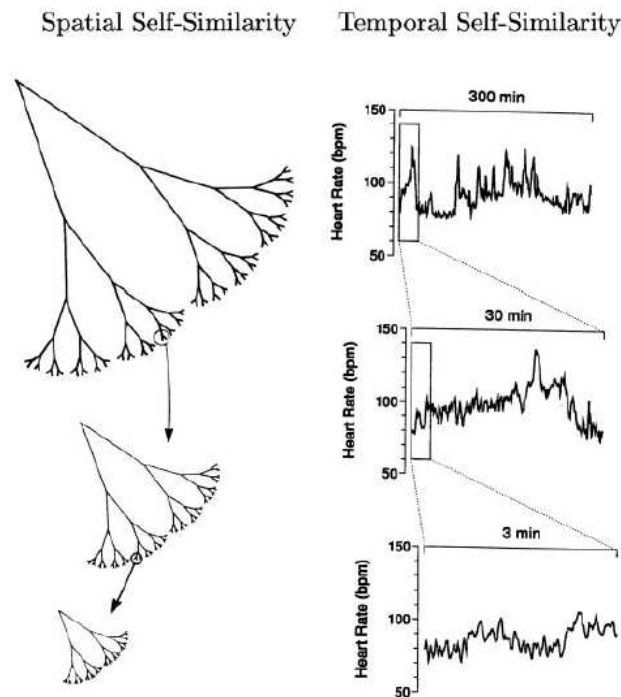 Spatial Self-Similarity
Temporal Self-Similarity
300 min
150
100
50
Heart Rate (bpm)
30 min
150
100
50
Heart Rate (bpm)
3 min
150
100
50
Heart Rate (bpm)